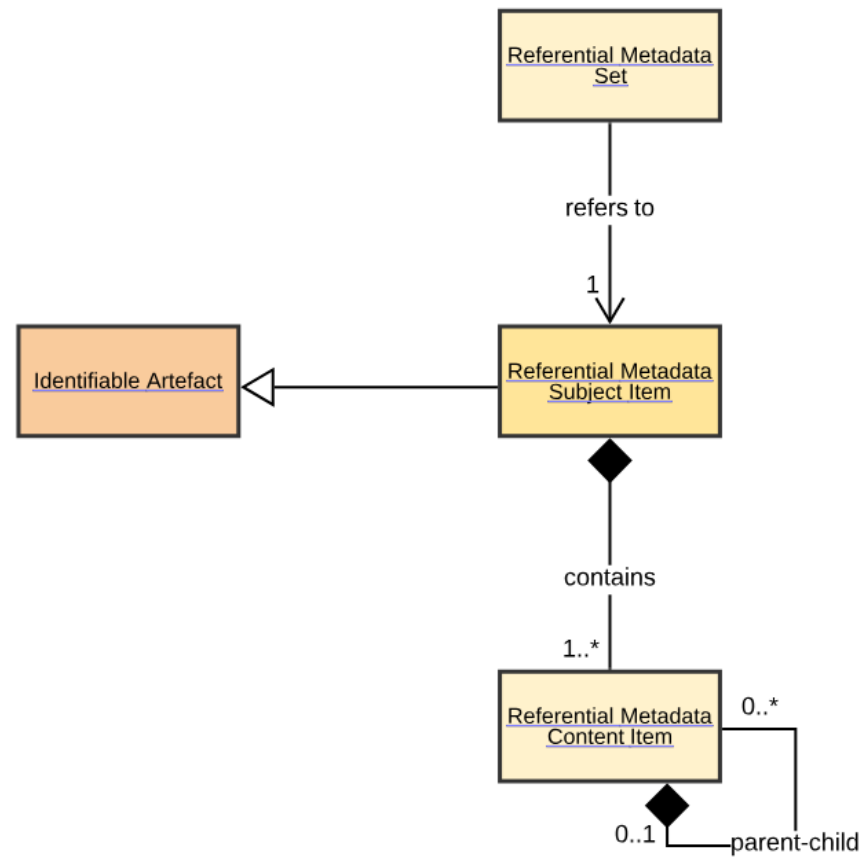 Referential Metadata
Set
refers to
1
Identifiable Artefact
Referential Metadata
Subject Item
contains
1..*
Referential Metadata
Content Item
0..*
0..1
parent-child